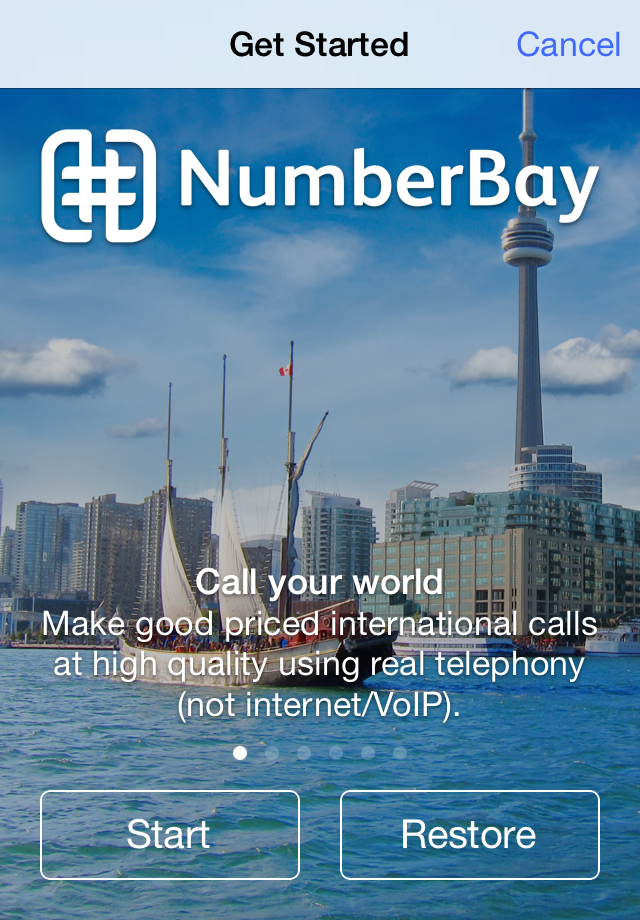 Get Started
Cancel
NumberBay
Call your world
Make good priced international calls
at high quality using real telephony
(not internet/VoIP).
Start
Restore